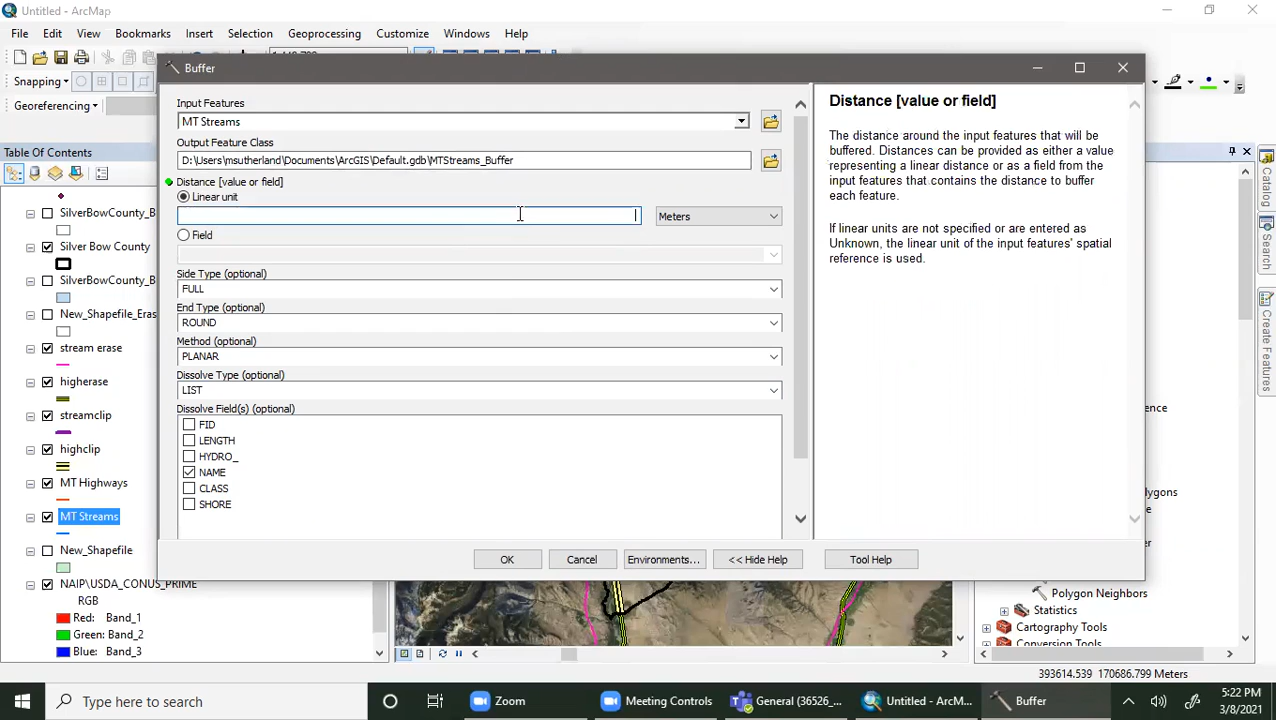 Untitled - ArcMap
File Edit View Bookmarks Insert Selection Geoprocessing Customize Windows Help
Snapping
Georeferencing
Buffer
Input Features
MT Streams
Output Feature Class
D:\Users\msutherland\Documents\ArcGIS\Default.gdb\MTStreams_Buffer
Distance [value or field]
Linear unit
Meters
Field
Side Type (optional)
FULL
End Type (optional)
ROUND
Method (optional)
PLANAR
Dissolve Type (optional)
LIST
Dissolve Field(s) (optional)
FID
LENGTH
HYDRO_
NAME
CLASS
SHORE
OK Cancel Environments... << Hide Help Tool Help
Distance [value or field]
The distance around the input features that will be
buffered. Distances can be provided as either a value
representing a linear distance or as a field from the
input features that contains the distance to buffer
each feature.
If linear units are not specified or are entered as
Unknown, the linear unit of the input features' spatial
reference is used.
Table Of Contents
SilverBowCounty_B
Silver Bow County
SilverBowCounty_B
New_Shapefile_Eras
stream erase
higherase
streamclip
highclip
MT Highways
MT Streams
New_Shapefile
NAIP\USDA_CONUS_PRIME
RGB
Red: Band_1
Green: Band_2
Blue: Band_3
Catalog
Search
Create Features
Polygon Neighbors
Statistics
Cartography Tools
Conversion Tools
393614.539 170686.799 Meters
Type here to search
Zoom
Meeting Controls
General (36526_...
Untitled - ArcM...
Buffer
5:22 PM
3/8/2021